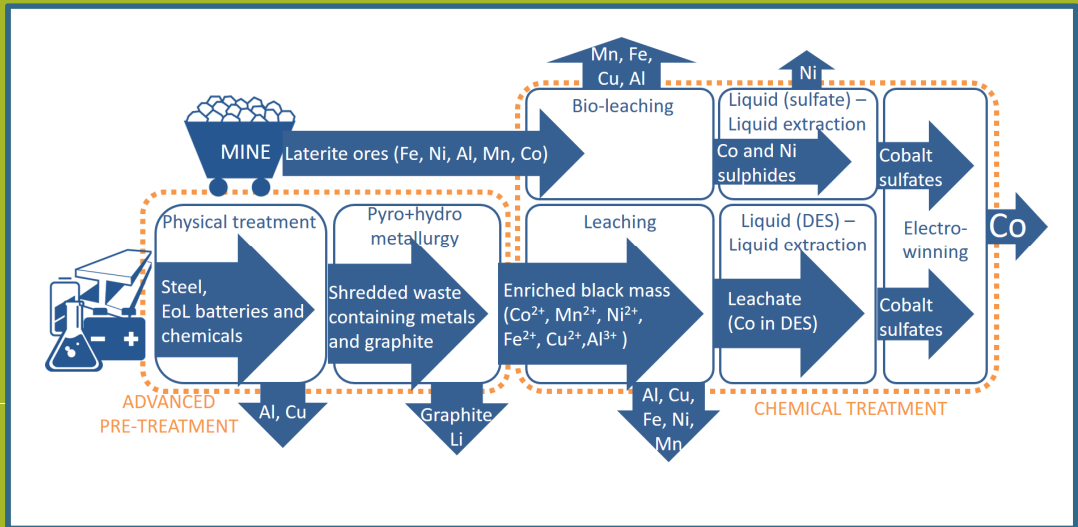 Mn, Fe,
Cu, Al
Ni
Bio-leaching
Liquid (sulfate) –
Liquid extraction
MINE
Laterite ores (Fe, Ni, Al, Mn, Co)
Co and Ni
sulphides
Cobalt
sulfates
Physical treatment
Pyro+hydro
metallurgy
Leaching
Liquid (DES) –
Liquid extraction
Electro-
winning
Co
Steel,
EoL batteries and
chemicals
Shredded waste
containing metals
and graphite
Enriched black mass
(Co²⁺, Mn²⁺, Ni²⁺,
Fe²⁺, Cu²⁺,Al³⁺ )
Leachate
(Co in DES)
Cobalt
sulfates
ADVANCED
PRE-TREATMENT
Al, Cu
Graphite
Li
Al, Cu,
Fe, Ni,
Mn
CHEMICAL TREATMENT